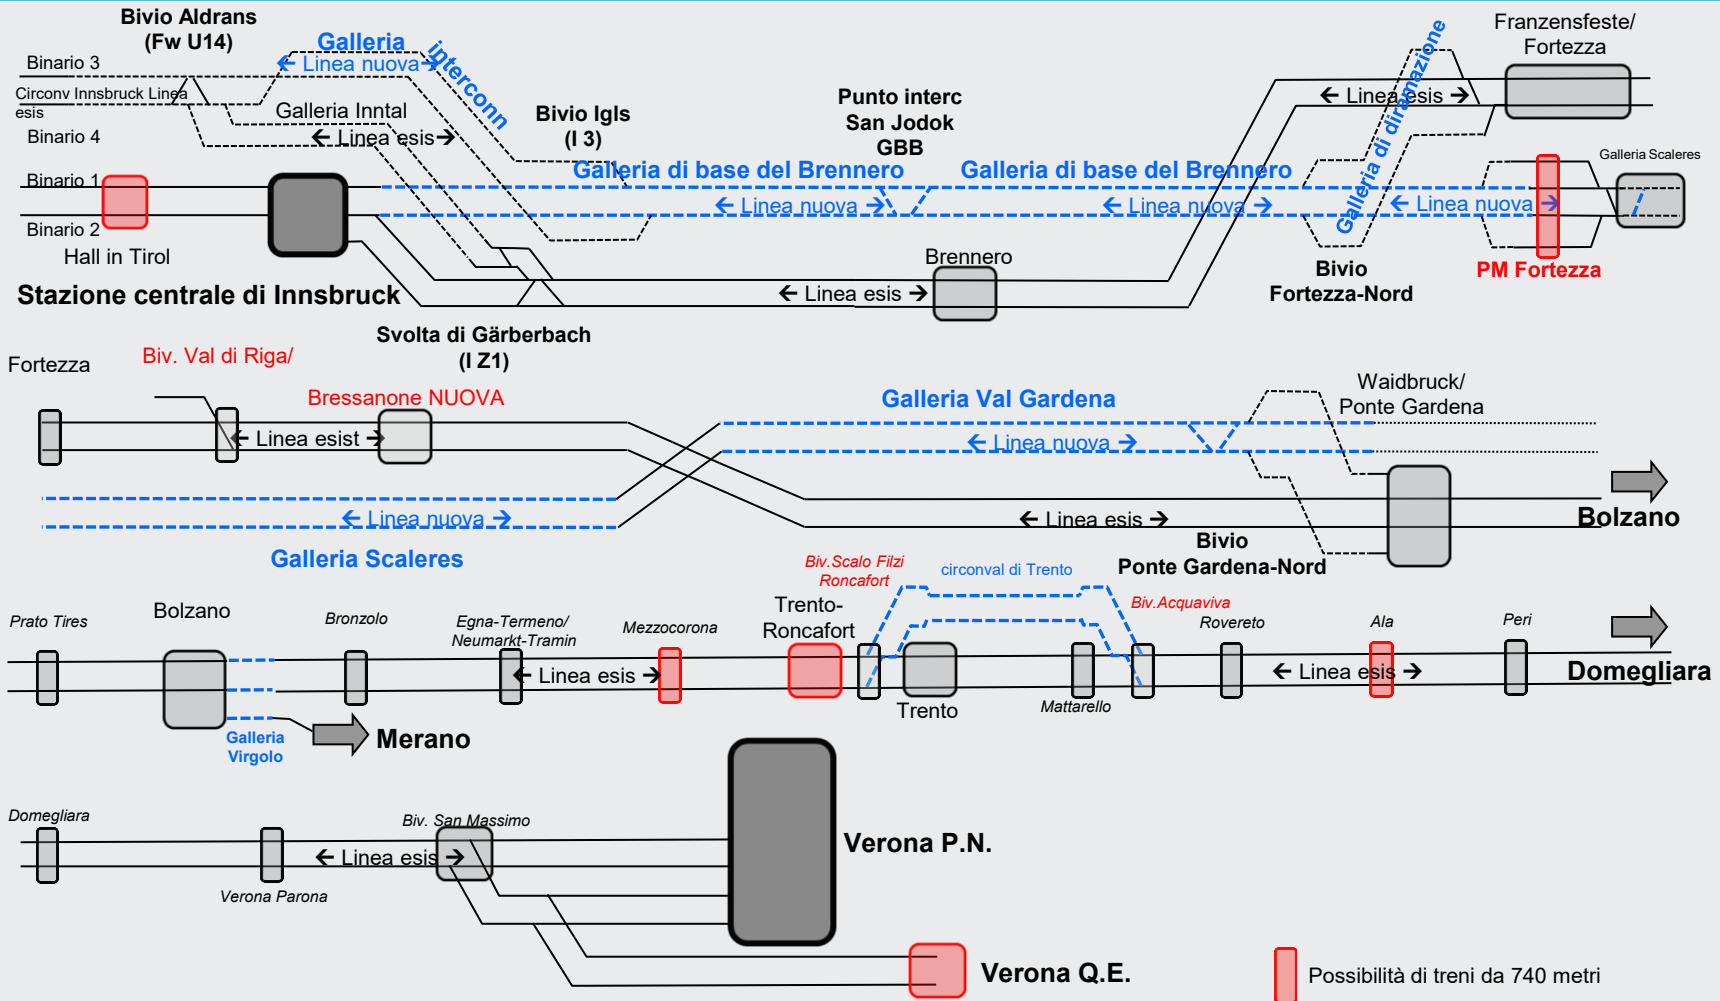 Bivio Aldrans
(Fw U14)
Galleria
interconn
Linea nuova
Binario 3
Circonv Innsbruck Linea
esis
Galleria Inntal
Binario 4
Linea esis
Bivio Igls
(I 3)
Punto interc
San Jodok
GBB
Franzensfeste/
Fortezza
Linea esis
Galleria di diramazione
Galleria Scaleres
Binario 1
Galleria di base del Brennero
Galleria di base del Brennero
Linea nuova
Linea nuova
Linea nuova
Binario 2
Hall in Tirol
Brennero
Bivio
Fortezza-Nord
PM Fortezza
Stazione centrale di Innsbruck
Linea esis
Svolta di Gärberbach
(I Z1)
Fortezza
Biv. Val di Riga/
Bressanone NUOVA
Linea esist
Galleria Val Gardena
Linea nuova
Waidbruck/
Ponte Gardena
Linea nuova
Linea esis
Bolzano
Galleria Scaleres
Bivio
Ponte Gardena-Nord
Prato Tires
Bolzano
Bronzolo
Egna-Termeno/
Neumarkt-Tramin
Mezzocorona
Trento-
Roncafort
Biv.Scalo Filzi
Roncafort
circonval di Trento
Biv.Acquaviva
Rovereto
Ala
Peri
Linea esis
Linea esis
Domegliara
Trento
Mattarello
Galleria
Virgolo
Merano
Domegliara
Biv. San Massimo
Linea esis
Verona Parona
Verona P.N.
Verona Q.E.
Possibilità di treni da 740 metri